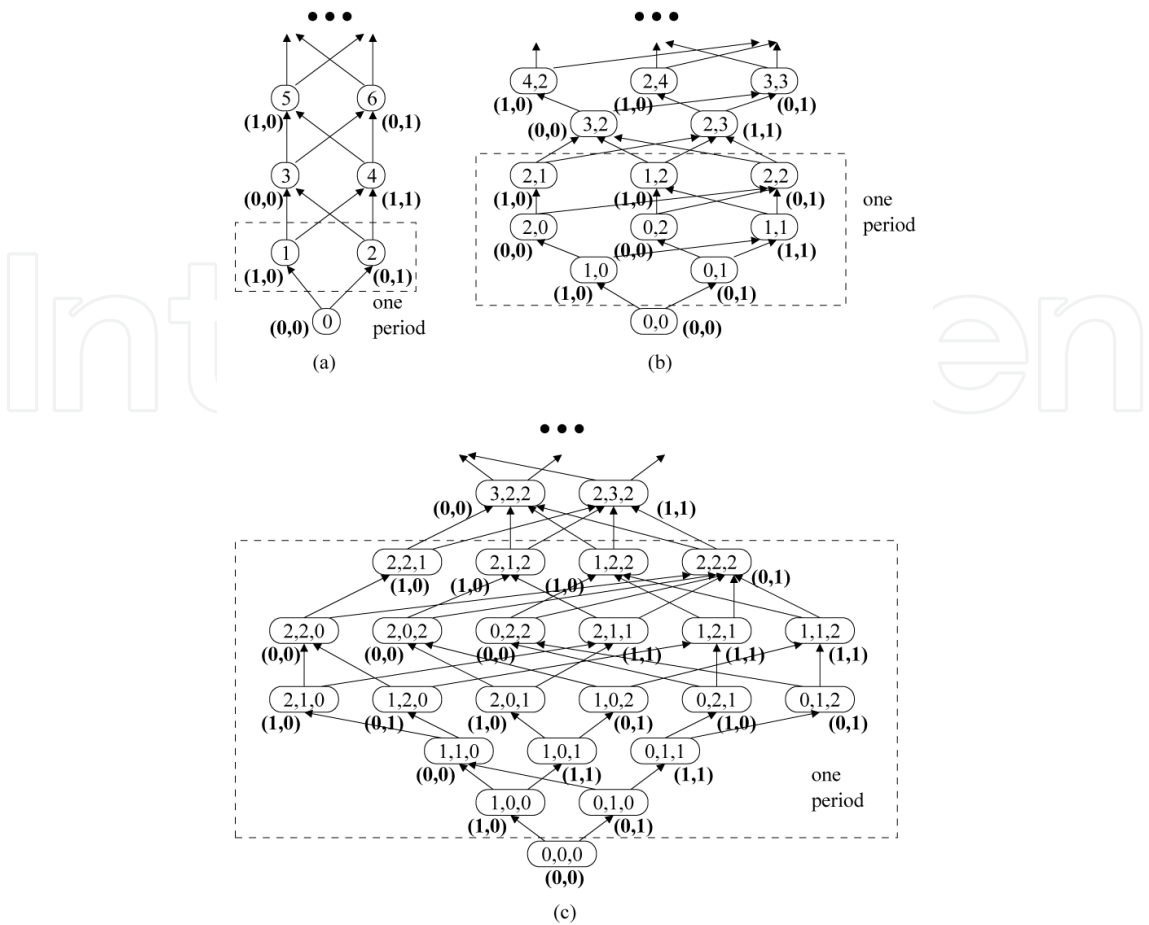 5 6
(1,0) (0,1)
3 4
(0,0) (1,1)
1 2
(1,0) (0,1)
one
period
(0,0) 0
(a)
4,2 2,4 3,3
(1,0) (1,0) (0,1)
3,2 2,3
(0,0) (1,1)
2,1 1,2 2,2
(1,0) (1,0) (0,1)
one
period
2,0 0,2 1,1
(0,0) (0,0) (1,1)
1,0 0,1
(1,0) (0,1)
0,0 (0,0)
(b)
3,2,2 2,3,2
(0,0) (1,1)
2,2,1 2,1,2 1,2,2 2,2,2
(1,0) (1,0) (1,0) (0,1)
2,2,0 2,0,2 0,2,2 2,1,1 1,2,1 1,1,2
(0,0) (0,0) (0,0) (1,1) (1,1) (1,1)
2,1,0 1,2,0 2,0,1 1,0,2 0,2,1 0,1,2
(1,0) (0,1) (1,0) (0,1) (1,0) (0,1)
1,1,0 1,0,1 0,1,1
(0,0) (1,1) (1,1)
one
period
1,0,0 0,1,0
(1,0) (0,1)
0,0,0
(0,0)
(c)
Int en